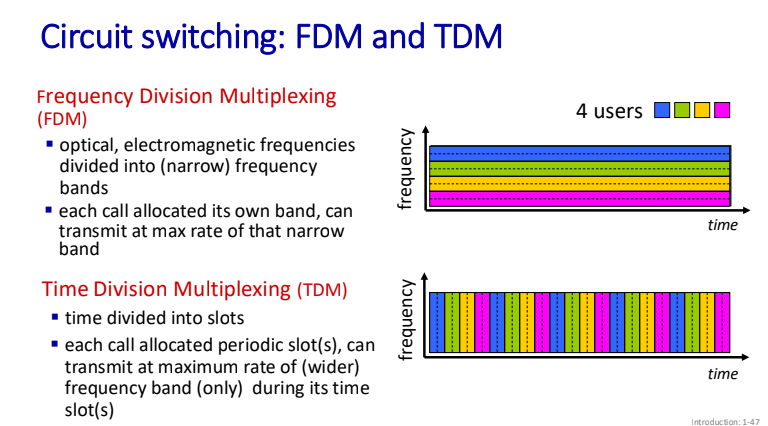 Circuit switching: FDM and TDM
Frequency Division Multiplexing
(FDM)
▪ optical, electromagnetic frequencies
divided into (narrow) frequency
bands
▪ each call allocated its own band, can
transmit at max rate of that narrow
band
4 users
frequency
time
Time Division Multiplexing (TDM)
▪ time divided into slots
▪ each call allocated periodic slot(s), can
transmit at maximum rate of (wider)
frequency band (only) during its time
slot(s)
frequency
time
Introduction: 1-47